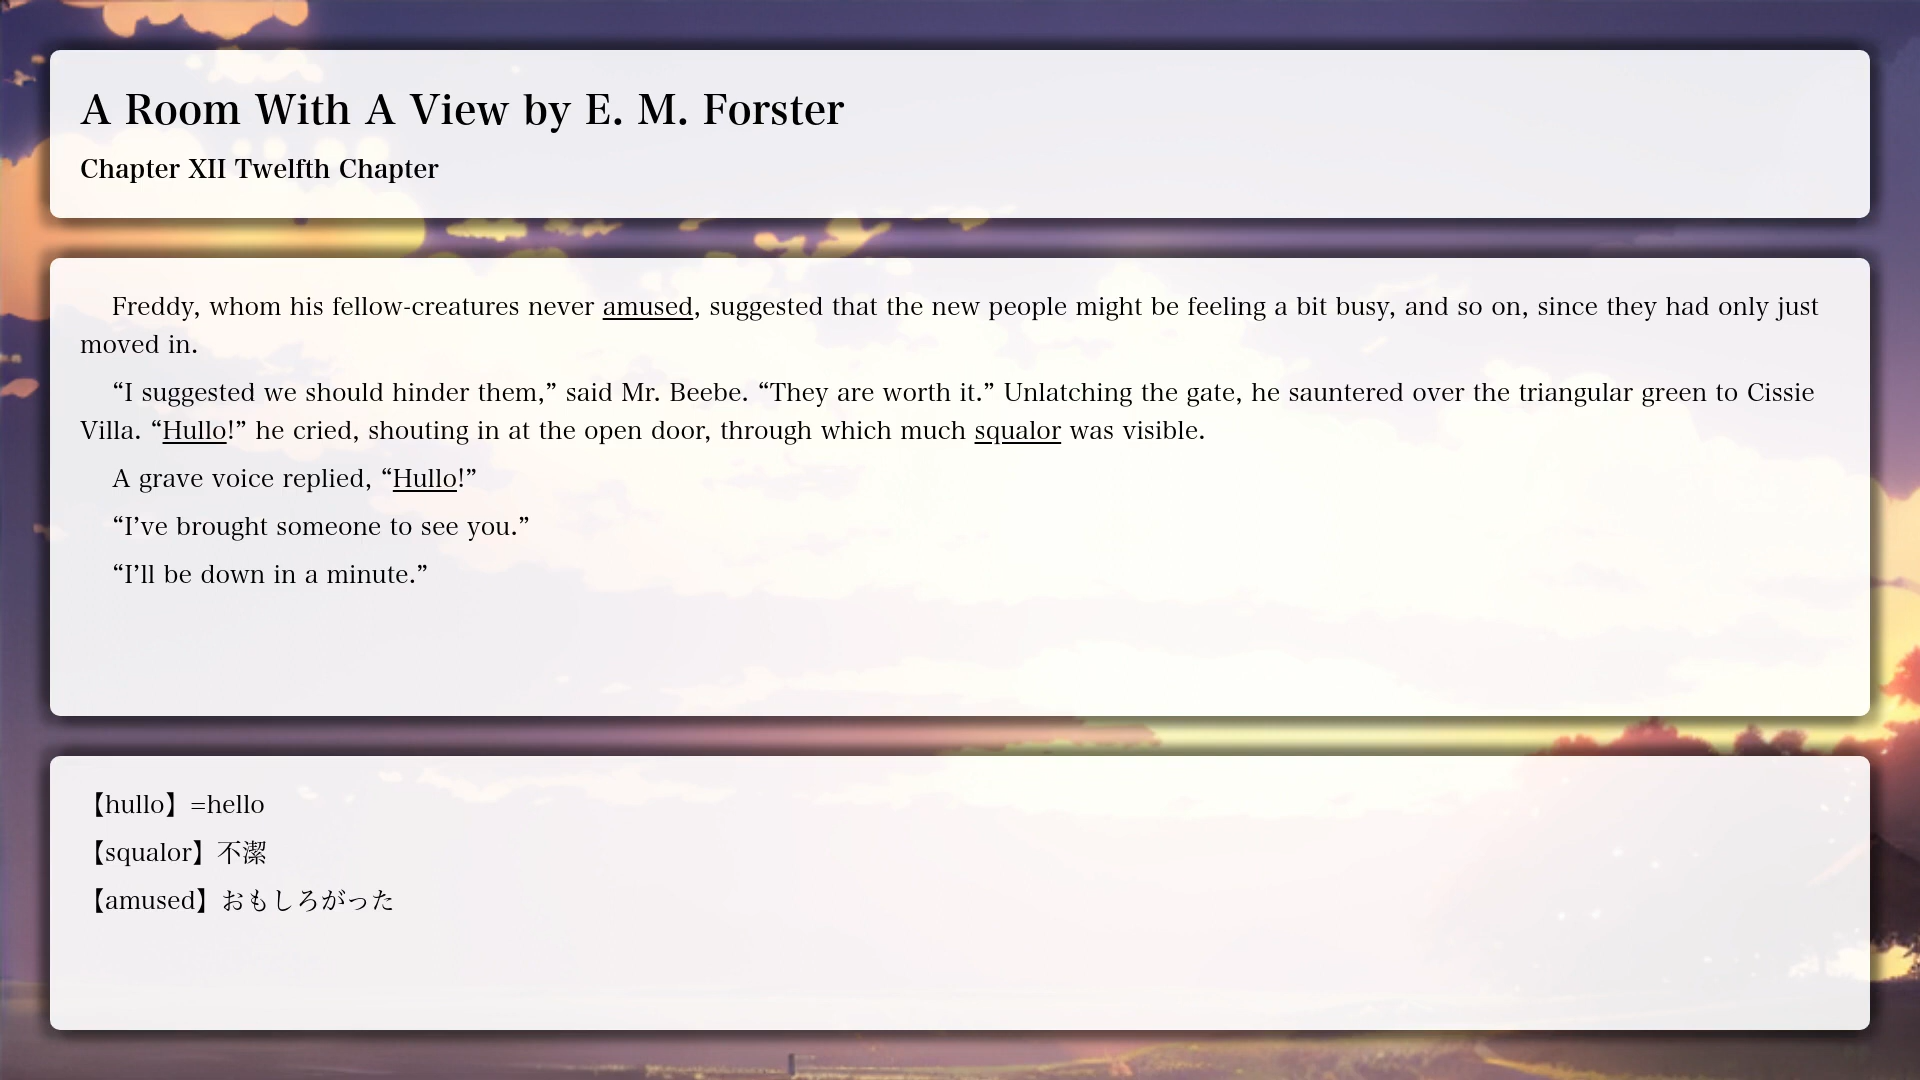 A Room With A View by E. M. Forster
Chapter XII Twelfth Chapter
Freddy, whom his fellow-creatures never amused, suggested that the new people might be feeling a bit busy, and so on, since they had only just
moved in.
“I suggested we should hinder them,” said Mr. Beebe. “They are worth it.” Unlatching the gate, he sauntered over the triangular green to Cissie
Villa. “Hullo!” he cried, shouting in at the open door, through which much squalor was visible.
A grave voice replied, “Hullo!”
“I’ve brought someone to see you.”
“I’ll be down in a minute.”
【hullo】=hello
【squalor】不潔
【amused】おもしろがった